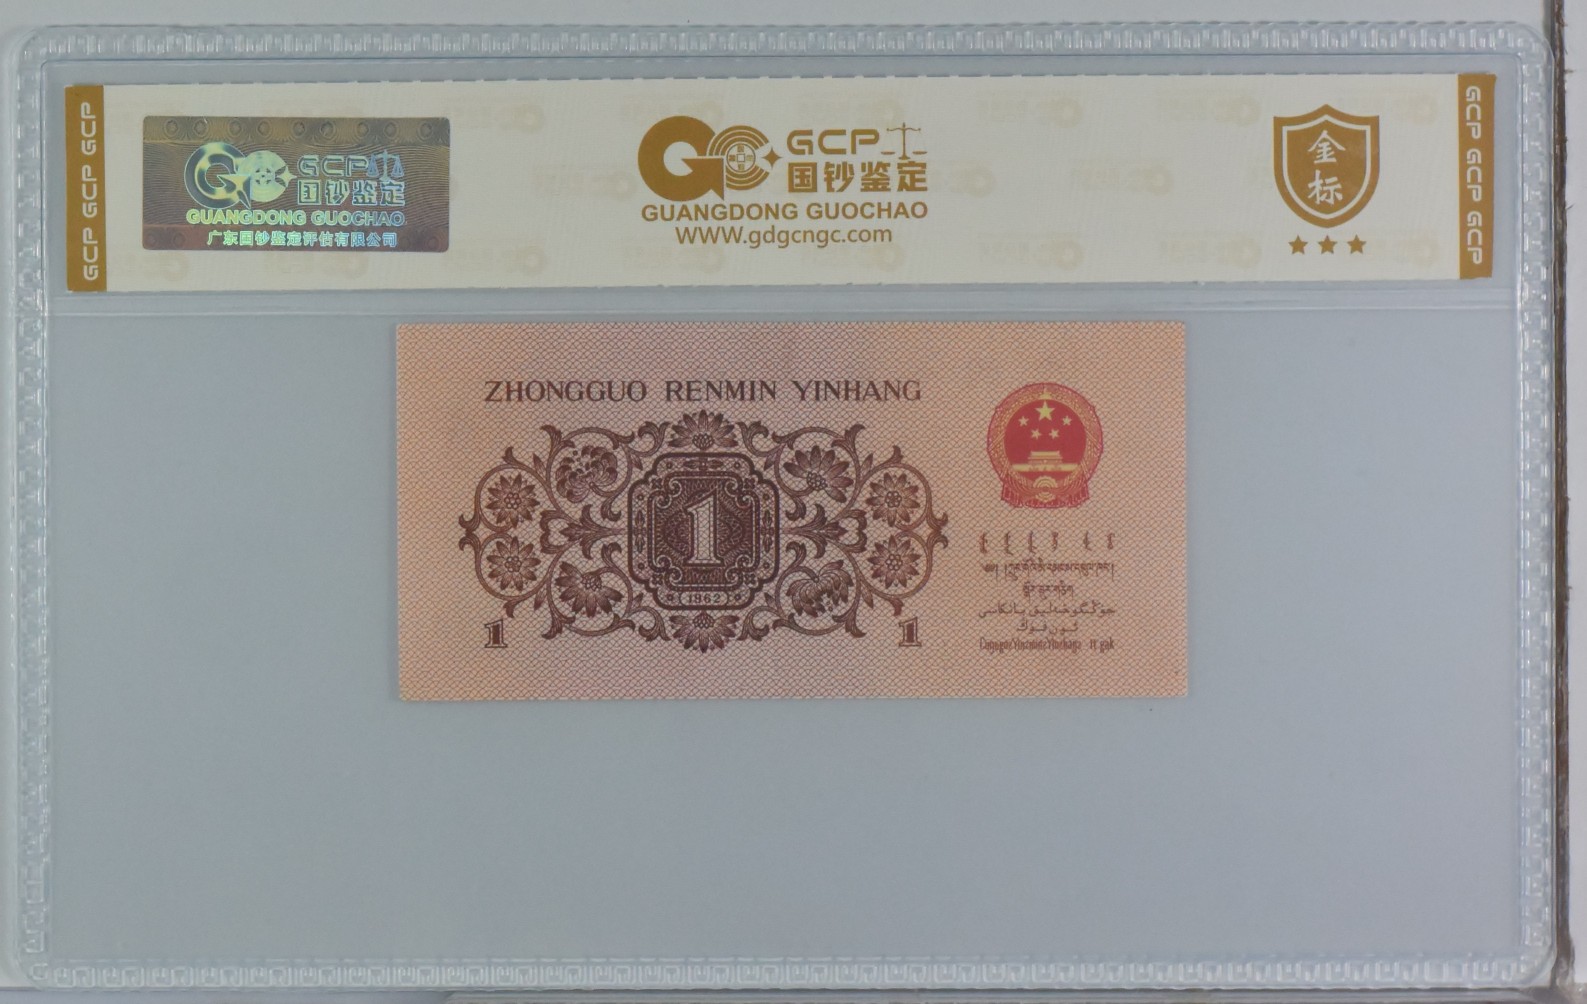 GCP GCP GCP
GCP
国钞鉴定
GUANGDONG GUOCHAO
广东国钞鉴定评估有限公司
GCP
国钞鉴定
GUANGDONG GUOCHAO
WWW.gdgcngc.com
金
标
GCP GCP GCP
ZHONGGUO RENMIN YINHANG
1
(1962)
1
1